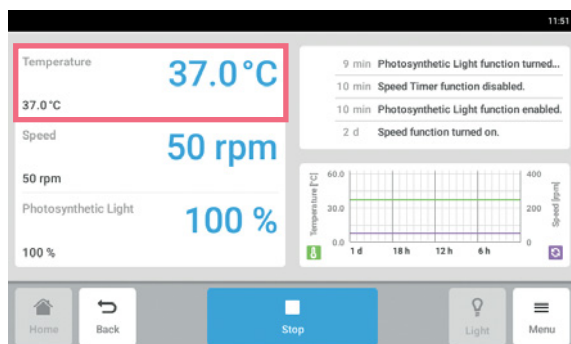 11:51
Temperature
37.0°C
37.0°C
Speed
50 rpm
50 rpm
Photosynthetic Light
100 %
100 %
9 min Photosynthetic Light function turned...
10 min Speed Timer function disabled.
10 min Photosynthetic Light function enabled.
2 d Speed function turned on.
Temperature [°C]
60.0
20.0
0.0
400
200
0
Speed [rpm]
1 d 18 h 12 h 6 h
Home
Back
Stop
Light
Menu